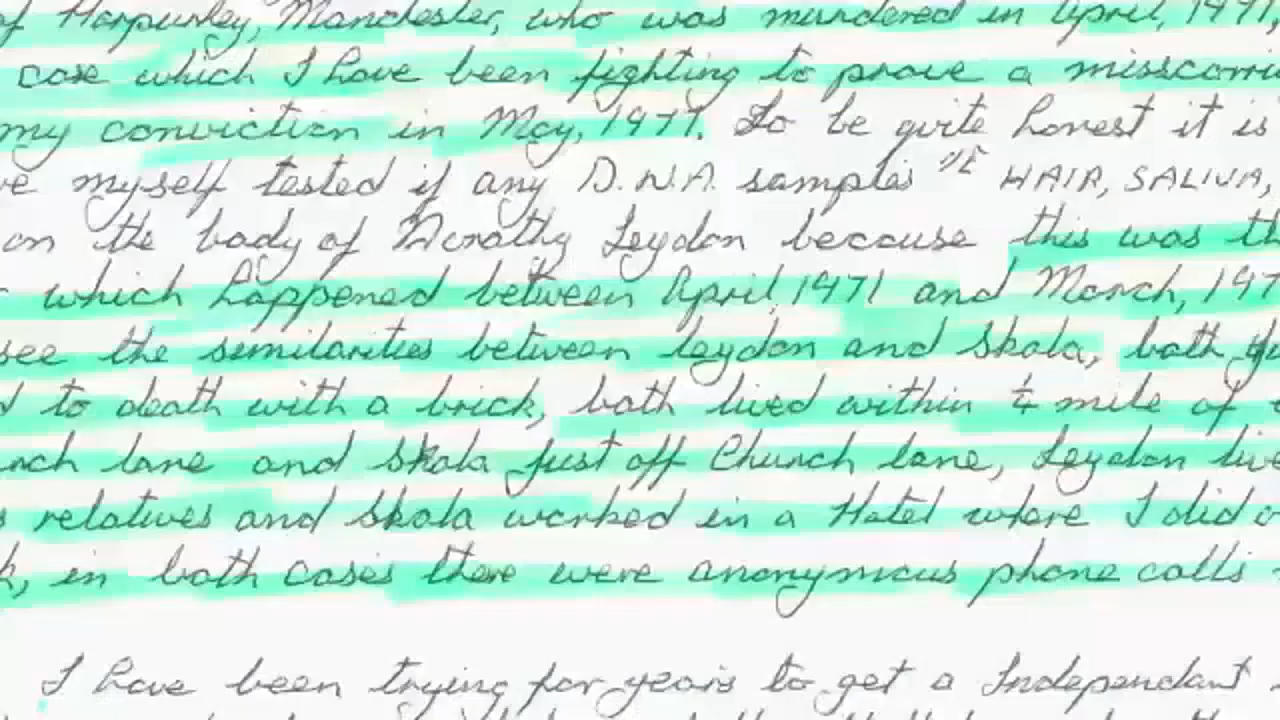 of Harpurley, Manchester, who was murdered in April, 1971,
case which I have been fighting to prove a misscarri
my conviction in May, 1977. To be quite honest it is
ve myself tested if any D.N.A. samples IE HAIR, SALIVA,
on the body of Dorothy Leydon because this was th
which happened between April, 1971 and March, 197
see the similarities between Leydon and Skala, both
d to death with a brick, both lived within ¼ mile of
rch lane and Skala just off Church lane, Leydon live
s relatives and Skala worked in a Hotel where I did o
k, in both cases there were anonymous phone calls
I have been trying for years to get a Independant